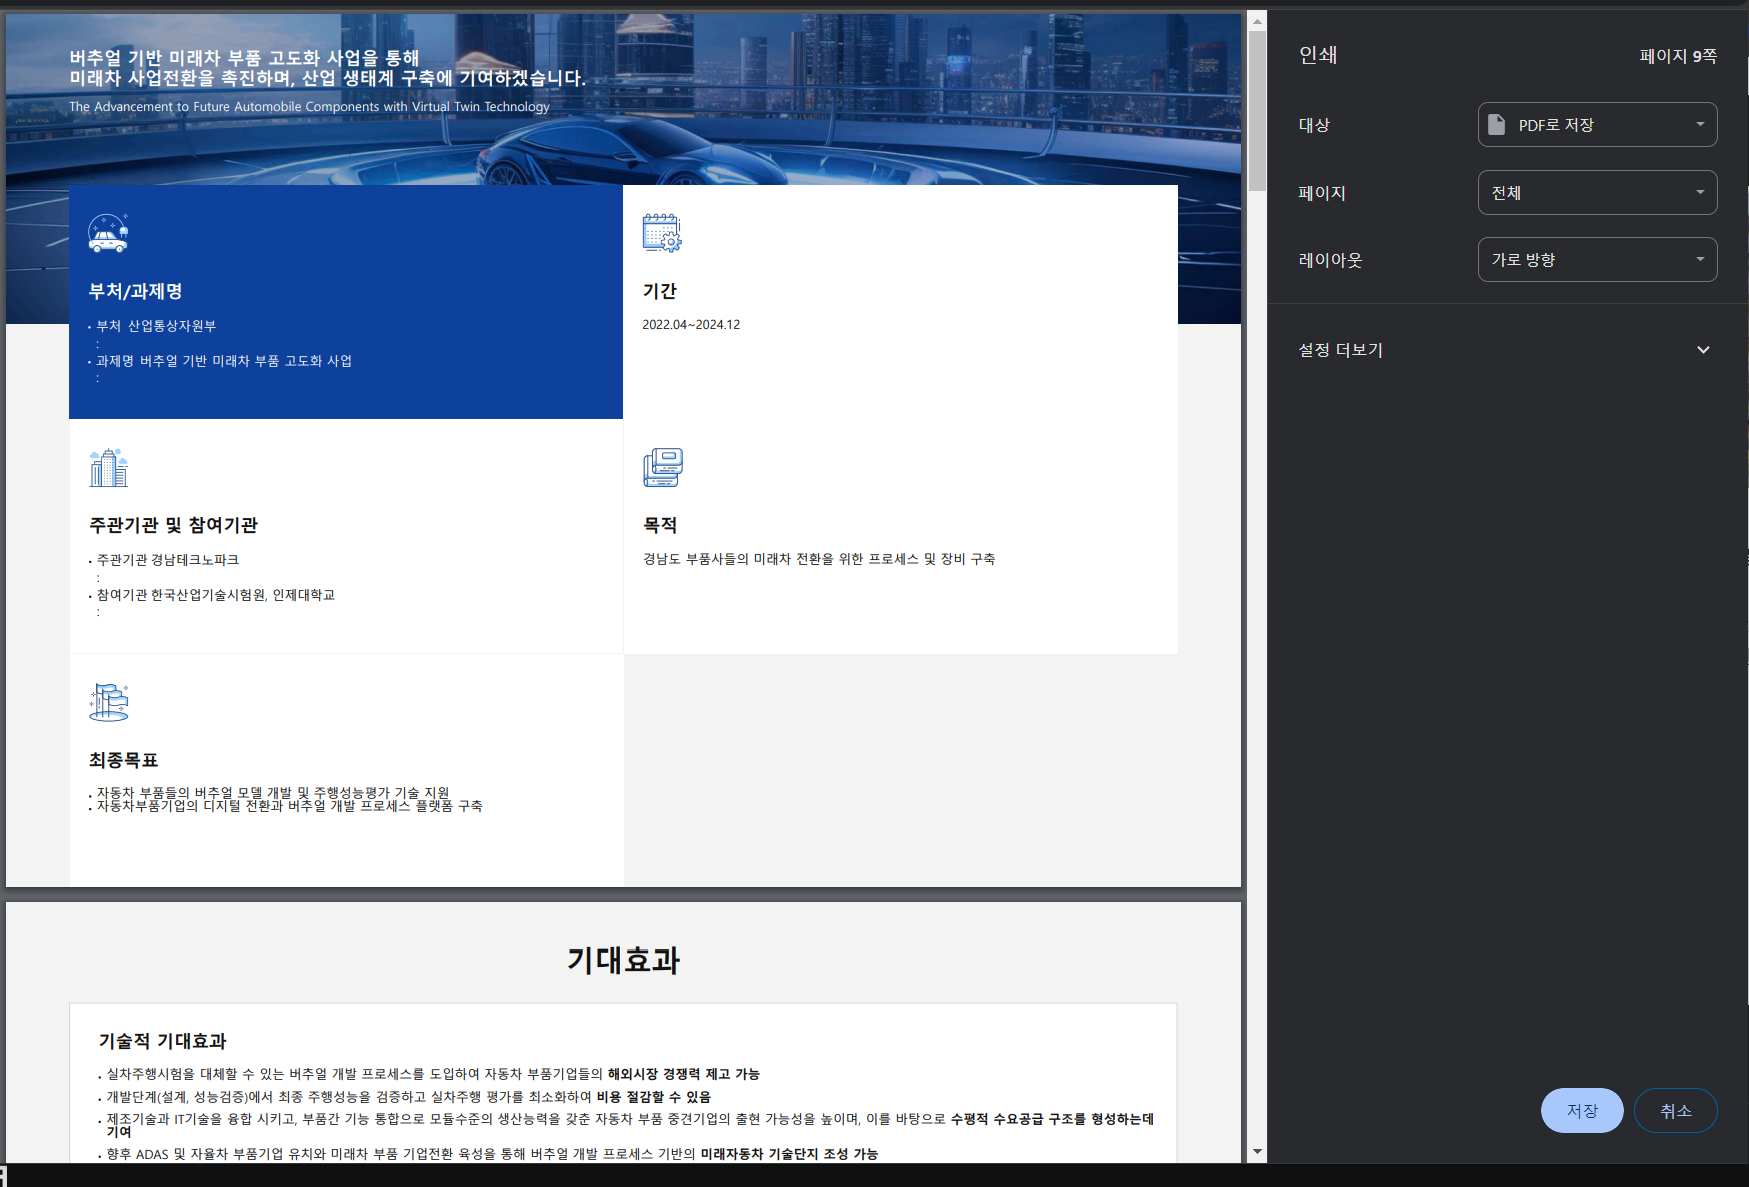 버추얼 기반 미래차 부품 고도화 사업을 통해
미래차 사업전환을 촉진하며, 산업 생태계 구축에 기여하겠습니다.
The Advancement to Future Automobile Components with Virtual Twin Technology
부처/과제명
• 부처 산업통상자원부
:
• 과제명 버추얼 기반 미래차 부품 고도화 사업
:
기간
2022.04~2024.12
주관기관 및 참여기관
• 주관기관 경남테크노파크
:
• 참여기관 한국산업기술시험원, 인제대학교
:
목적
경남도 부품사들의 미래차 전환을 위한 프로세스 및 장비 구축
최종목표
• 자동차 부품들의 버추얼 모델 개발 및 주행성능평가 기술 지원
• 자동차부품기업의 디지털 전환과 버추얼 개발 프로세스 플랫폼 구축
기대효과
기술적 기대효과
• 실차주행시험을 대체할 수 있는 버추얼 개발 프로세스를 도입하여 자동차 부품기업들의 해외시장 경쟁력 제고 가능
• 개발단계(설계, 성능검증)에서 최종 주행성능을 검증하고 실차주행 평가를 최소화하여 비용 절감할 수 있음
• 제조기술과 IT기술을 융합 시키고, 부품간 기능 통합으로 모듈수준의 생산능력을 갖춘 자동차 부품 중견기업의 출현 가능성을 높이며, 이를 바탕으로 수평적 수요공급 구조를 형성하는데
기여
• 향후 ADAS 및 자율차 부품기업 유치와 미래차 부품 기업전환 육성을 통해 버추얼 개발 프로세스 기반의 미래자동차 기술단지 조성 가능
인쇄
페이지 9쪽
대상
PDF로 저장
페이지
전체
레이아웃
가로 방향
설정 더보기
저장
취소